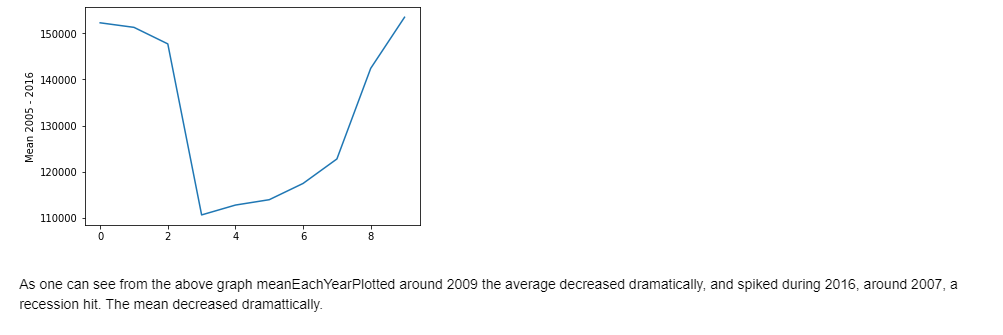 150000
140000
130000
120000
110000
Mean 2005 - 2016
0 2 4 6 8
As one can see from the above graph meanEachYearPlotted around 2009 the average decreased dramatically, and spiked during 2016, around 2007, a
recession hit. The mean decreased dramattically.